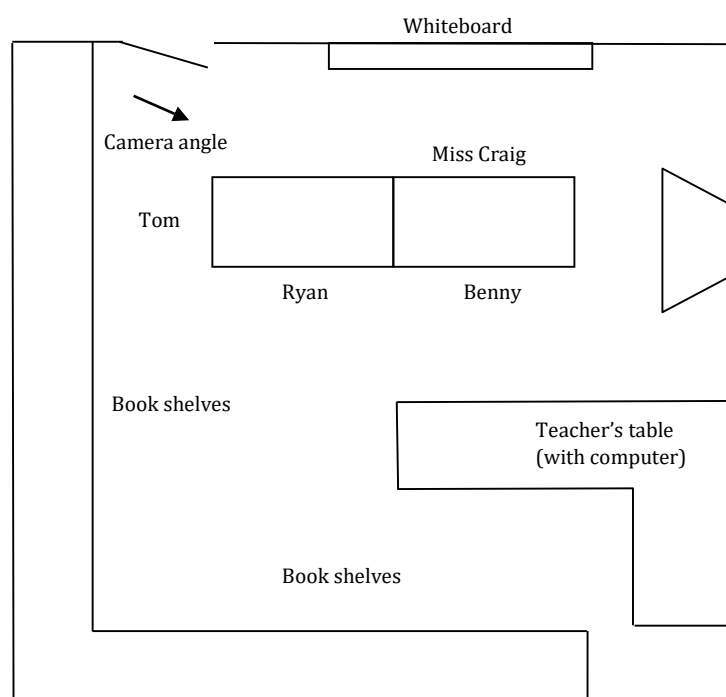 Whiteboard
Camera angle
Miss Craig
Tom
Ryan
Benny
Book shelves
Teacher’s table
(with computer)
Book shelves